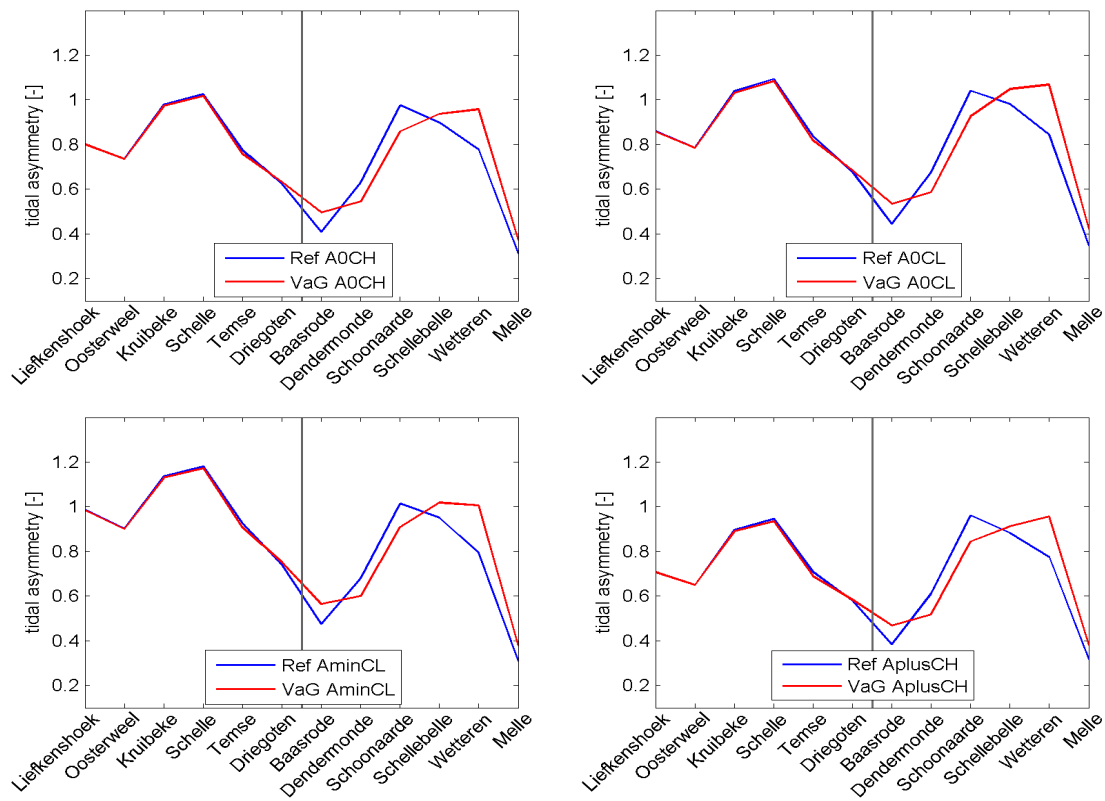 tidal asymmetry [-]
1.2
1
0.8
0.6
0.4
0.2
Ref A0CH
VaG A0CH
Liefkenshoek
Oosterweel
Kruibeke
Schelle
Temse
Driegoten
Baasrode
Dendermonde
Schoonaarde
Schellebelle
Wetteren
Melle
tidal asymmetry [-]
1.2
1
0.8
0.6
0.4
0.2
Ref A0CL
VaG A0CL
Liefkenshoek
Oosterweel
Kruibeke
Schelle
Temse
Driegoten
Baasrode
Dendermonde
Schoonaarde
Schellebelle
Wetteren
Melle
tidal asymmetry [-]
1.2
1
0.8
0.6
0.4
0.2
Ref AminCL
VaG AminCL
Liefkenshoek
Oosterweel
Kruibeke
Schelle
Temse
Driegoten
Baasrode
Dendermonde
Schoonaarde
Schellebelle
Wetteren
Melle
tidal asymmetry [-]
1.2
1
0.8
0.6
0.4
0.2
Ref AplusCH
VaG AplusCH
Liefkenshoek
Oosterweel
Kruibeke
Schelle
Temse
Driegoten
Baasrode
Dendermonde
Schoonaarde
Schellebelle
Wetteren
Melle